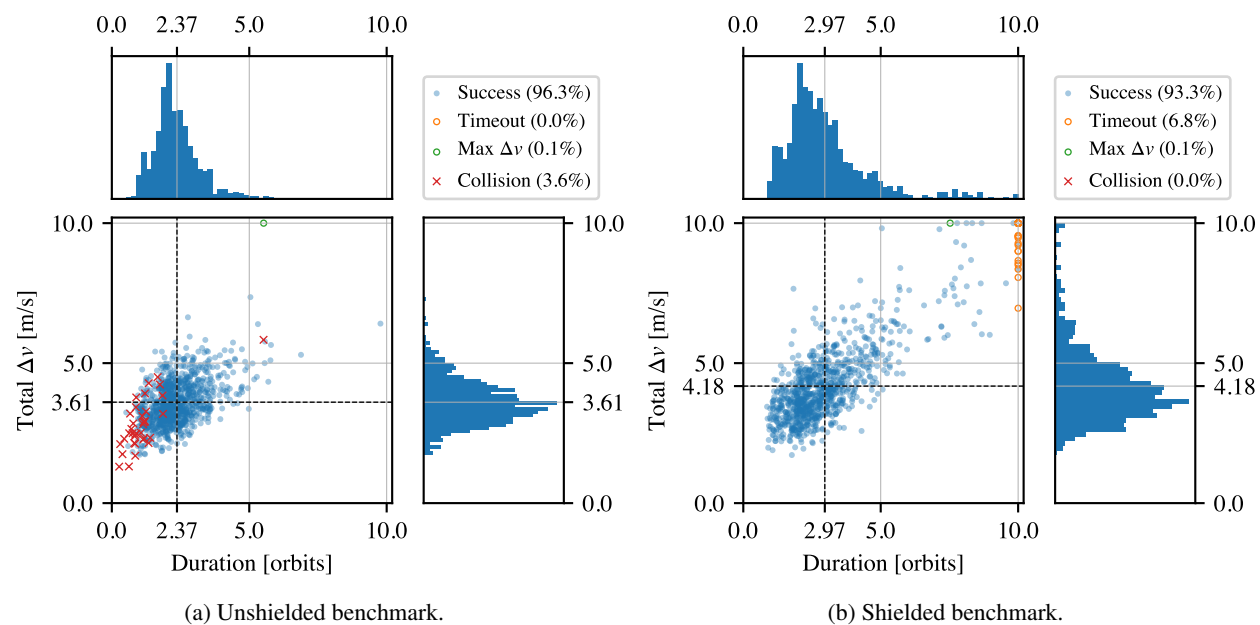 0.0 2.37 5.0 10.0
Success (96.3%)
Timeout (0.0%)
Max Δv (0.1%)
Collision (3.6%)
Total Δv [m/s]
10.0
5.0
3.61
0.0
10.0
5.0
3.61
0.0
0.0 2.37 5.0 10.0
Duration [orbits]
(a) Unshielded benchmark.
0.0 2.97 5.0 10.0
Success (93.3%)
Timeout (6.8%)
Max Δv (0.1%)
Collision (0.0%)
Total Δv [m/s]
10.0
5.0
4.18
0.0
10.0
5.0
4.18
0.0
0.0 2.97 5.0 10.0
Duration [orbits]
(b) Shielded benchmark.